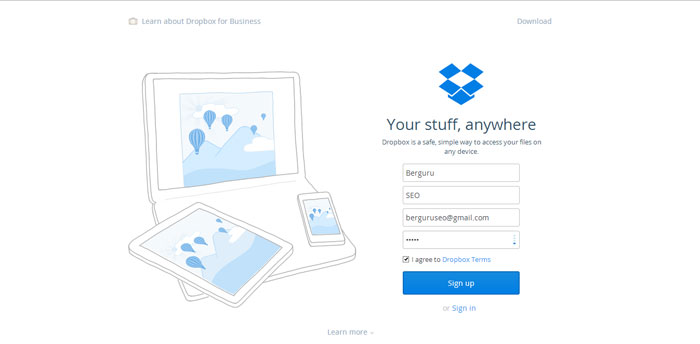 Learn about Dropbox for Business
Download
Your stuff, anywhere
Dropbox is a safe, simple way to access your files on
any device.
Berguru
SEO
berguruseo@gmail.com
•••••
I agree to Dropbox Terms
Sign up
or Sign in
Learn more